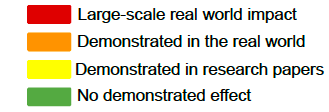 Large-scale real world impact
Demonstrated in the real world
Demonstrated in research papers
No demonstrated effect